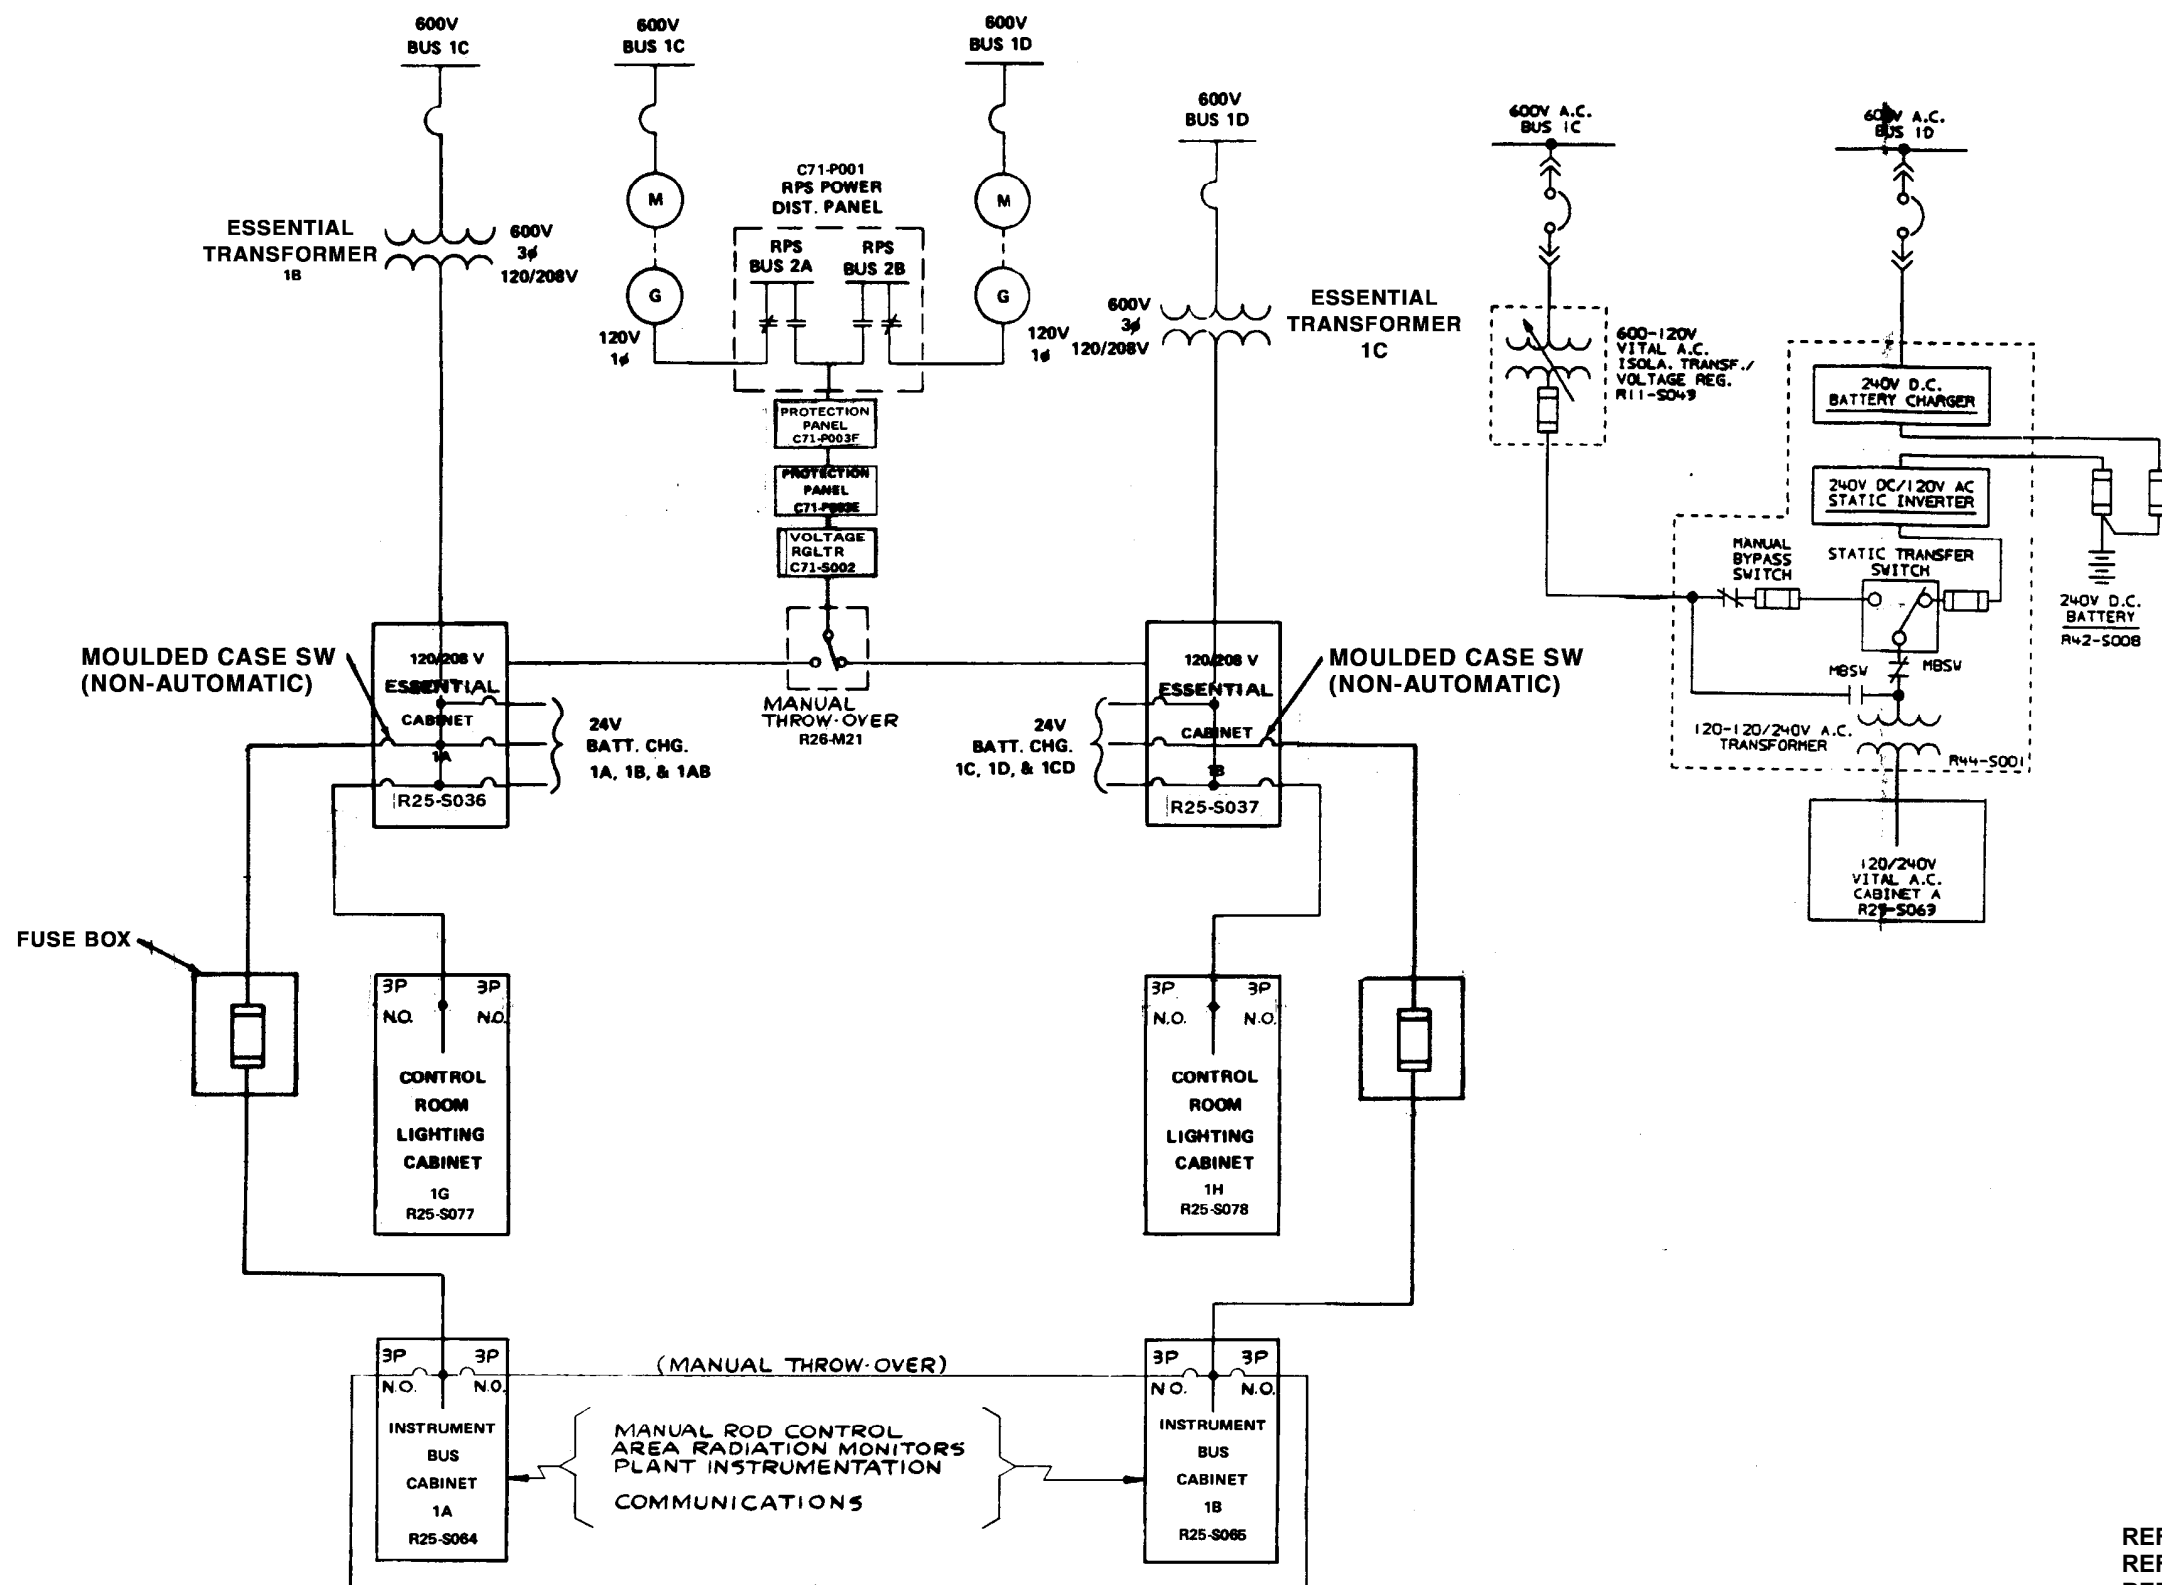 600V
BUS 1C
600V
BUS 1C
600V
BUS 1D
600V
BUS 1D
600V A.C.
BUS 1C
A.C.
BUS 1D
C71-P001
RPS POWER
DIST. PANEL
RPS
BUS 2A
RPS
BUS 2B
M
M
G
G
ESSENTIAL
TRANSFORMER
1B
600V
3ø
120/208V
120V
1ø
120V
1ø
600V
3ø
120/208V
ESSENTIAL
TRANSFORMER
1C
600-120V
VITAL A.C.
ISOLA. TRANSF./
VOLTAGE REG.
R11-S049
240V D.C.
BATTERY CHARGER
240V DC/120V AC
STATIC INVERTER
PROTECTION
PANEL
C71-P003F
PROTECTION
PANEL
C71-P003E
VOLTAGE
RGLTR
C71-S002
MANUAL
BYPASS
SWITCH
STATIC TRANSFER
SWITCH
240V D.C.
BATTERY
R42-S008
MBSW
MBSW
120-120/240V A.C.
TRANSFORMER
R44-S001
120/240V
VITAL A.C.
CABINET A
MOULDED CASE SW
(NON-AUTOMATIC)
120/208 V
ESSENTIAL
CABINET
1A
R25-S036
24V
BATT. CHG.
1A, 1B, & 1AB
MANUAL
THROW-OVER
R26-M21
24V
BATT. CHG.
1C, 1D, & 1CD
120/208 V
ESSENTIAL
CABINET
1B
R25-S037
MOULDED CASE SW
(NON-AUTOMATIC)
FUSE BOX
3P 3P
N.O. N.O.
CONTROL
ROOM
LIGHTING
CABINET
1G
R25-S077
3P 3P
N.O. N.O.
CONTROL
ROOM
LIGHTING
CABINET
1H
R25-S078
3P 3P
N.O. N.O.
INSTRUMENT
BUS
CABINET
1A
R25-S064
(MANUAL THROW-OVER)
MANUAL ROD CONTROL
AREA RADIATION MONITORS
PLANT INSTRUMENTATION
COMMUNICATIONS
3P 3P
N.O. N.O.
INSTRUMENT
BUS
CABINET
1B
R25-S065